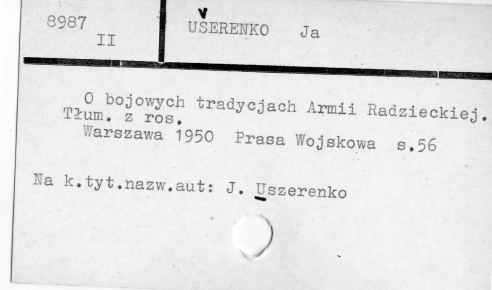 8987
II
USERENKO Ja
O bojowych tradycjach Armii Radzieckiej.
Tłum. z ros.
Warszawa 1950 Prasa Wojskowa s.56
Na k.tyt.nazw.aut: J. Uszerenko